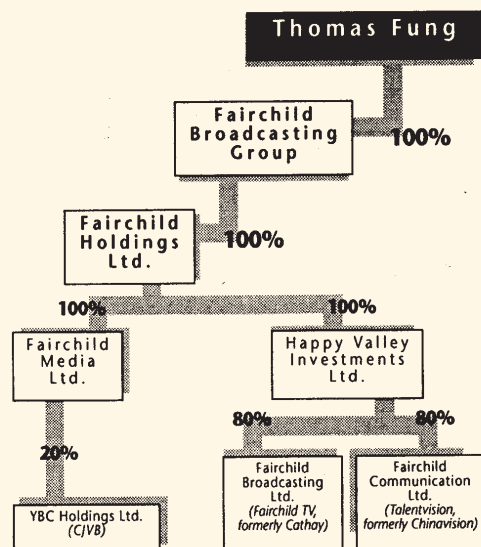 Thomas Fung
Fairchild
Broadcasting
Group
100%
Fairchild
Holdings
Ltd.
100%
100%
100%
Fairchild
Media
Ltd.
Happy Valley
Investments
Ltd.
80%
80%
20%
Fairchild
Broadcasting
Ltd.
(Fairchild TV,
formerly Cathay)
Fairchild
Communication
Ltd.
(Talentvision,
formerly Chinavision)
YBC Holdings Ltd.
(CJVB)